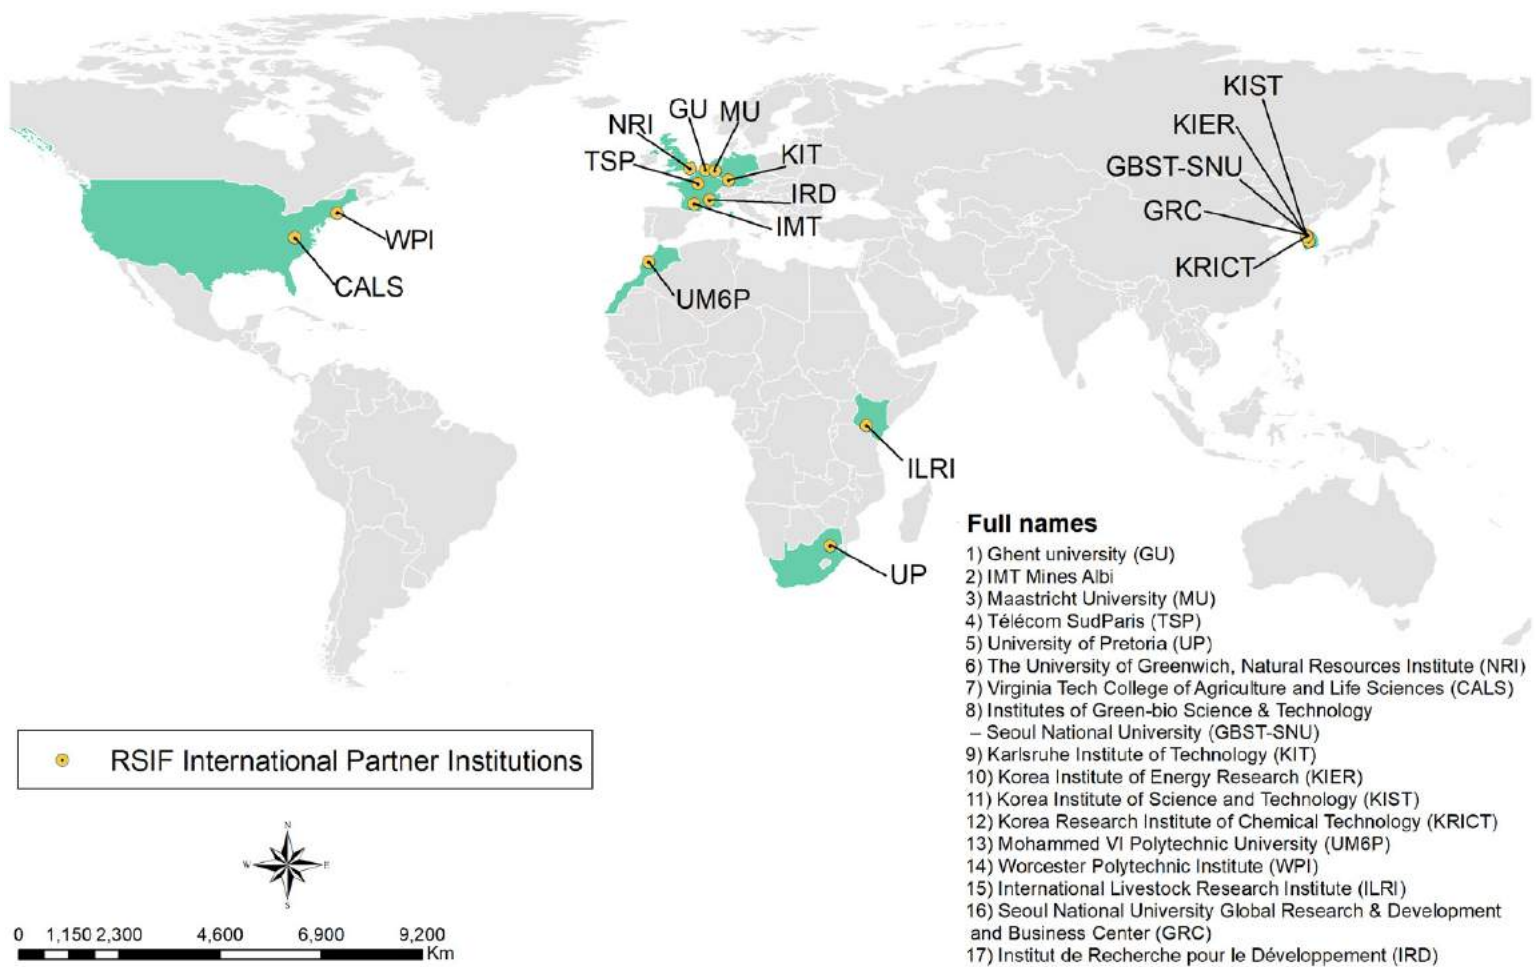 KIST
GU MU
KIER
NRI
KIT
TSP
GBST-SNU
IRD
GRC
IMT
WPI
KRICT
CALS
UM6P
ILRI
UP
Full names
1) Ghent university (GU)
2) IMT Mines Albi
3) Maastricht University (MU)
4) Télécom SudParis (TSP)
5) University of Pretoria (UP)
6) The University of Greenwich, Natural Resources Institute (NRI)
7) Virginia Tech College of Agriculture and Life Sciences (CALS)
8) Institutes of Green-bio Science & Technology
– Seoul National University (GBST-SNU)
9) Karlsruhe Institute of Technology (KIT)
10) Korea Institute of Energy Research (KIER)
11) Korea Institute of Science and Technology (KIST)
12) Korea Research Institute of Chemical Technology (KRICT)
13) Mohammed VI Polytechnic University (UM6P)
14) Worcester Polytechnic Institute (WPI)
15) International Livestock Research Institute (ILRI)
16) Seoul National University Global Research & Development
and Business Center (GRC)
17) Institut de Recherche pour le Développement (IRD)
RSIF International Partner Institutions
N
W E
S
0 1,150 2,300 4,600 6,900 9,200
Km